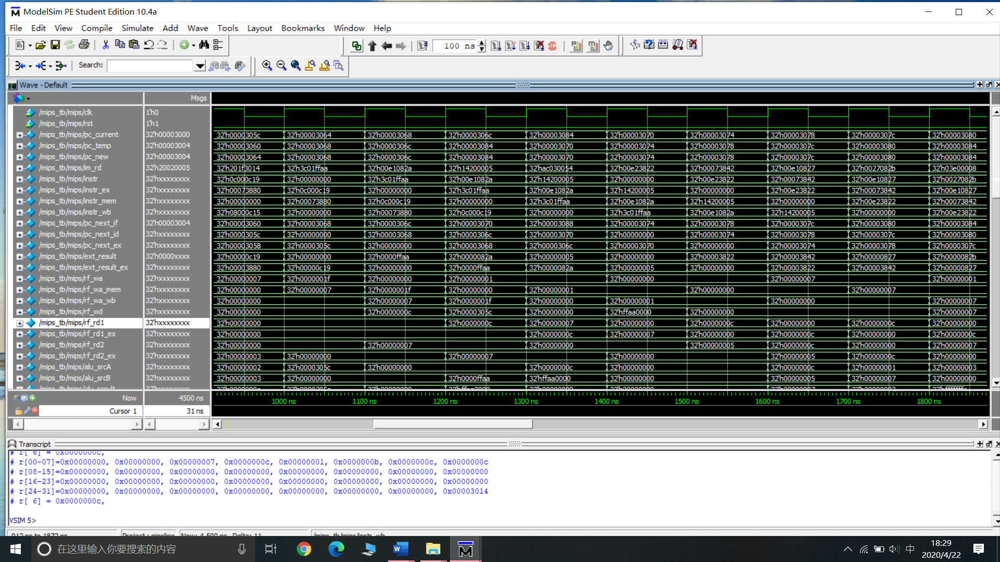 ModelSim PE Student Edition 10.4a
File Edit View Compile Simulate Add Wave Tools Layout Bookmarks Window Help
100 ns
Search:
Wave - Default
Msgs
/mips_tb/mips/clk 1'h0
/mips_tb/mips/rst 1'h1
/mips_tb/mips/pc_current 32'h00003000 32'h0000305c 32'h00003064 32'h00003068 32'h0000306c 32'h00003084 32'h00003070 32'h00003074 32'h00003078 32'h0000307c 32'h00003080
/mips_tb/mips/pc_temp 32'h00003004 32'h00003060 32'h00003068 32'h0000306c 32'h00003084 32'h00003070 32'h00003074 32'h00003078 32'h0000307c 32'h00003080 32'h00003084
/mips_tb/mips/pc_new 32'h00003004 32'h00003064 32'h00003068 32'h0000306c 32'h00003084 32'h00003070 32'h00003074 32'h00003078 32'h0000307c 32'h00003080 32'h00003084
/mips_tb/mips/im_rd 32'h20020005 32'h201f3014 32'h3c01ffaa 32'h00e1082a 32'h14200005 32'hac030054 32'h00e23822 32'h00073842 32'h00e10827 32'h0027082b 32'h03e00008
/mips_tb/mips/instr 32'hxxxxxxxx 32'h0c000c19 32'h00000000 32'h3c01ffaa 32'h00e1082a 32'h14200005 32'h00000000 32'h00e23822 32'h00073842 32'h00e10827 32'h0027082b
/mips_tb/mips/instr_ex 32'hxxxxxxxx 32'h00073880 32'h0c000c19 32'h00000000 32'h3c01ffaa 32'h00e1082a 32'h14200005 32'h00000000 32'h00e23822 32'h00073842 32'h00e10827
/mips_tb/mips/instr_mem 32'hxxxxxxxx 32'h00000000 32'h00073880 32'h0c000c19 32'h00000000 32'h3c01ffaa 32'h00e1082a 32'h14200005 32'h00000000 32'h00e23822 32'h00073842
/mips_tb/mips/instr_wb 32'hxxxxxxxx 32'h08000c15 32'h00000000 32'h00073880 32'h0c000c19 32'h00000000 32'h3c01ffaa 32'h00e1082a 32'h14200005 32'h00000000 32'h00e23822
/mips_tb/mips/pc_next_if 32'h00003004 32'h00003060 32'h00003068 32'h0000306c 32'h00003070 32'h00003088 32'h00003074 32'h00003078 32'h0000307c 32'h00003080 32'h00003084
/mips_tb/mips/pc_next_id 32'hxxxxxxxx 32'h0000305c 32'h00000000 32'h00003068 32'h0000306c 32'h00003070 32'h00000000 32'h00003074 32'h00003078 32'h0000307c 32'h00003080
/mips_tb/mips/pc_next_ex 32'hxxxxxxxx 32'h00003058 32'h0000305c 32'h00000000 32'h00003068 32'h0000306c 32'h00003070 32'h00000000 32'h00003074 32'h00003078 32'h0000307c
/mips_tb/mips/ext_result 32'h0000xxxx 32'h00000c19 32'h00000000 32'h0000ffaa 32'h0000082a 32'h00000005 32'h00000000 32'h00003822 32'h00003842 32'h00000827 32'h0000082b
/mips_tb/mips/ext_result_ex 32'hxxxxxxxx 32'h00003880 32'h00000c19 32'h00000000 32'h0000ffaa 32'h0000082a 32'h00000005 32'h00000000 32'h00003822 32'h00003842 32'h00000827
/mips_tb/mips/rf_wa 32'hxxxxxxxx 32'h00000007 32'h0000001f 32'h00000000 32'h00000001 32'h00000000 32'h00000007 32'h00000001
/mips_tb/mips/rf_wa_mem 32'hxxxxxxxx 32'h00000000 32'h00000007 32'h0000001f 32'h00000000 32'h00000001 32'h00000000 32'h00000007
/mips_tb/mips/rf_wa_wb 32'hxxxxxxxx 32'h00000000 32'h00000007 32'h0000001f 32'h00000000 32'h00000001 32'h00000000 32'h00000007
/mips_tb/mips/rf_wd 32'hxxxxxxxx 32'h00000000 32'h0000000c 32'h0000305c 32'h00000000 32'hffaa0000 32'h00000000 32'h00000007
/mips_tb/mips/rf_rd1 32'hxxxxxxxx 32'h00000000 32'h0000000c 32'h00000007 32'h00000000 32'h0000000c 32'h00000000 32'h0000000c 32'h00000000
/mips_tb/mips/rf_rd1_ex 32'hxxxxxxxx 32'h00000000 32'h0000000c 32'h00000007 32'h00000000 32'h0000000c 32'h00000000 32'h0000000c
/mips_tb/mips/rf_rd2 32'hxxxxxxxx 32'h00000000 32'h00000007 32'h00000000 32'h00000005 32'h0000000c 32'h00000000 32'h00000007
/mips_tb/mips/rf_rd2_ex 32'hxxxxxxxx 32'h00000003 32'h00000000 32'h00000007 32'h00000000 32'h00000005 32'h0000000c 32'h00000000
/mips_tb/mips/alu_srcA 32'hxxxxxxxx 32'h00000002 32'h0000305c 32'h00000000 32'h0000000c 32'h00000000 32'h0000000c 32'h00000001 32'h00000003
/mips_tb/mips/alu_srcB 32'hxxxxxxxx 32'h00000003 32'h00000000 32'h0000ffaa 32'hffaa0000 32'h00000000 32'h00000005 32'h00000007 32'h00000000
/mips_tb/mips/alu_result
Now 4500 ns
1000 ns 1100 ns 1200 ns 1300 ns 1400 ns 1500 ns 1600 ns 1700 ns 1800 ns
Cursor 1 31 ns
Transcript
# r[ 6] = 0x0000000c,
# r[00-07]=0x00000000, 0x00000000, 0x00000007, 0x0000000c, 0x00000001, 0x0000000b, 0x0000000c, 0x0000000c
# r[08-15]=0x00000000, 0x00000000, 0x00000000, 0x00000000, 0x00000000, 0x00000000, 0x00000000, 0x00000000
# r[16-23]=0x00000000, 0x00000000, 0x00000000, 0x00000000, 0x00000000, 0x00000000, 0x00000000, 0x00000000
# r[24-31]=0x00000000, 0x00000000, 0x00000000, 0x00000000, 0x00000000, 0x00000000, 0x00000000, 0x00003014
# r[ 6] = 0x0000000c,
VSIM 5>
912 ns to 1872 ns Project : pipeline Now: 4,500 ns Delta: 11 /mips_tb/mips/instr_wb
在这里输入你要搜索的内容
中
18:29
2020/4/22